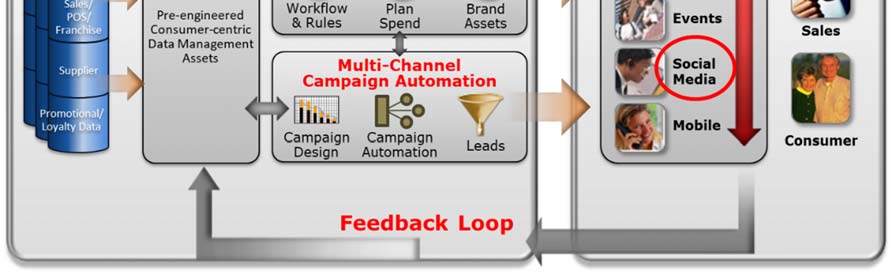 Sales/
POS/
Franchise
Supplier
Promotional/
Loyalty Data
Pre-engineered
Consumer-centric
Data Management
Assets
Workflow
& Rules
Plan
Spend
Brand
Assets
Multi-Channel
Campaign Automation
Campaign
Design
Campaign
Automation
Leads
Events
Social
Media
Mobile
Sales
Consumer
Feedback Loop